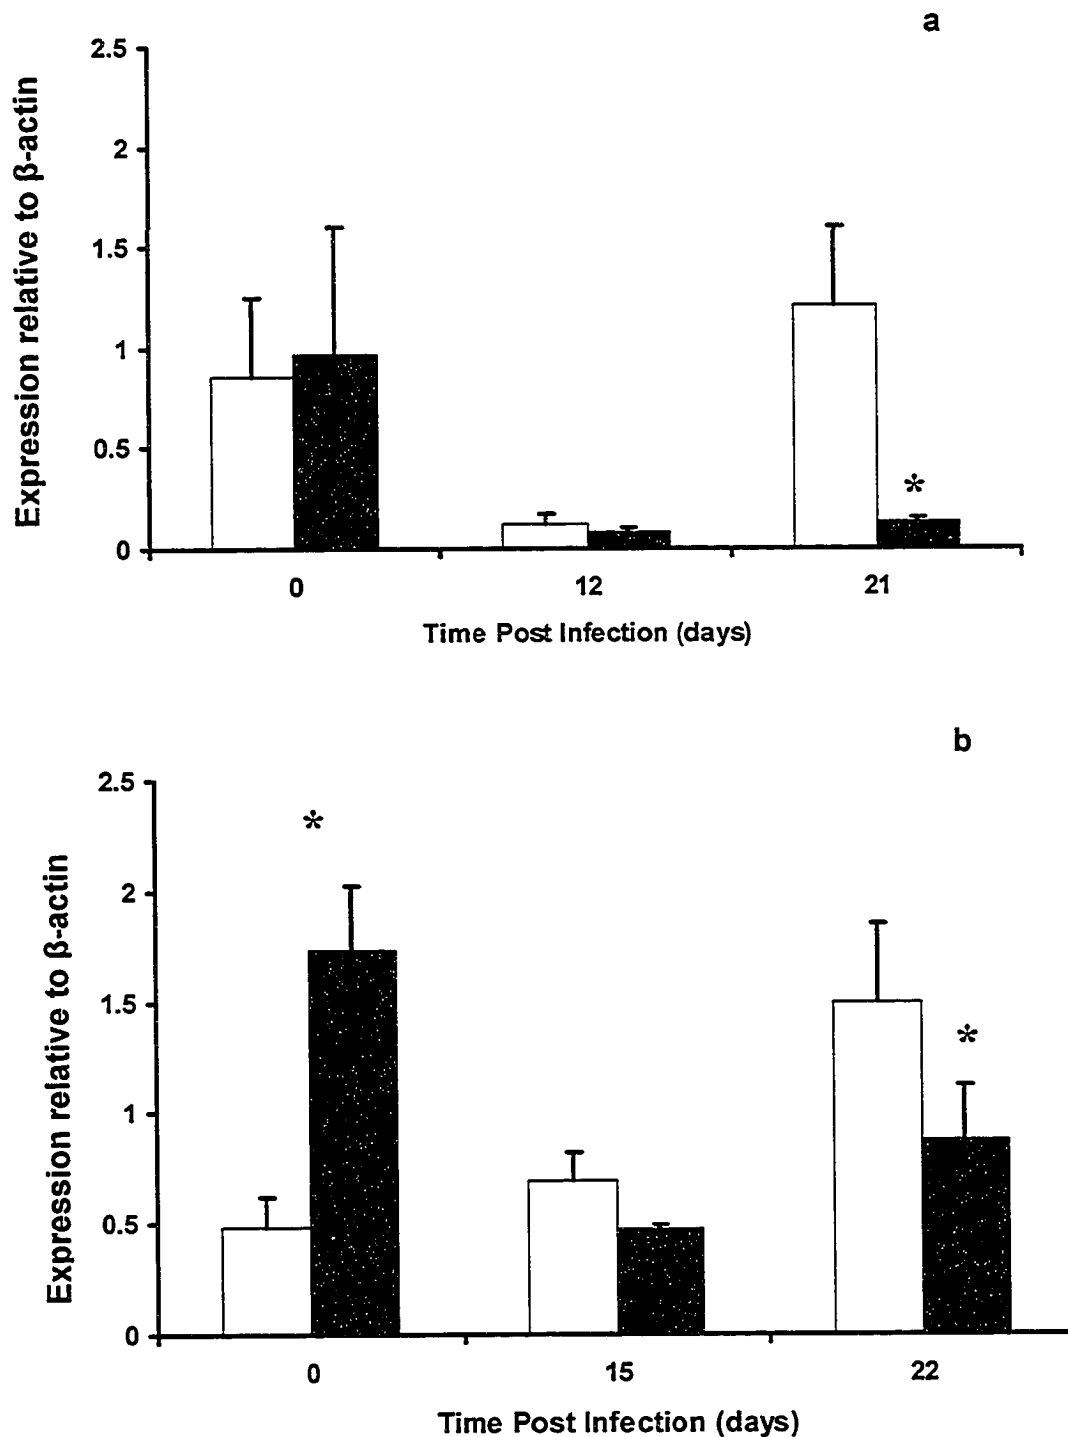 a
Expression relative to β-actin
2.5
2
1.5
1
0.5
0
*
0 12 21
Time Post Infection (days)
b
Expression relative to β-actin
2.5
2
1.5
1
0.5
0
*
*
0 15 22
Time Post Infection (days)